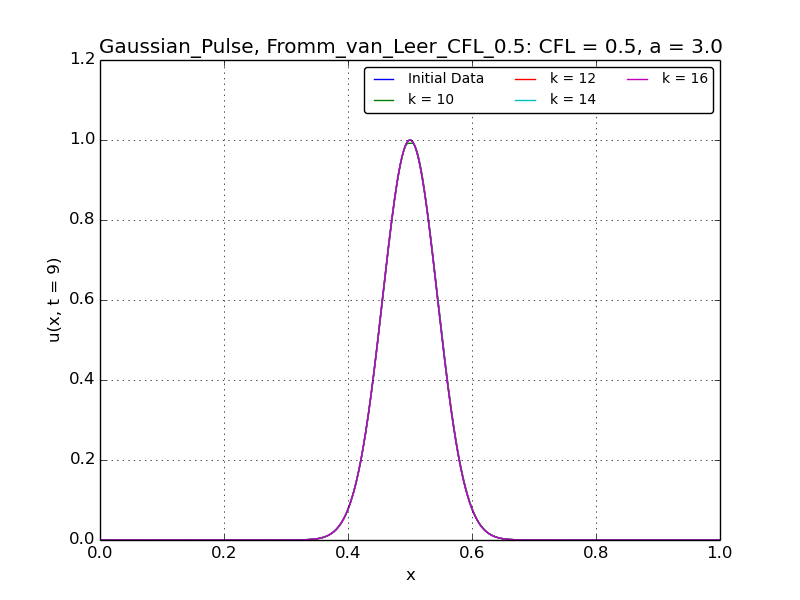 Gaussian_Pulse, Fromm_van_Leer_CFL_0.5: CFL = 0.5, a = 3.0
Initial Data
k = 10
k = 12
k = 14
k = 16
1.2
1.0
0.8
0.6
0.4
0.2
0.0
u(x, t = 9)
0.0 0.2 0.4 0.6 0.8 1.0
x